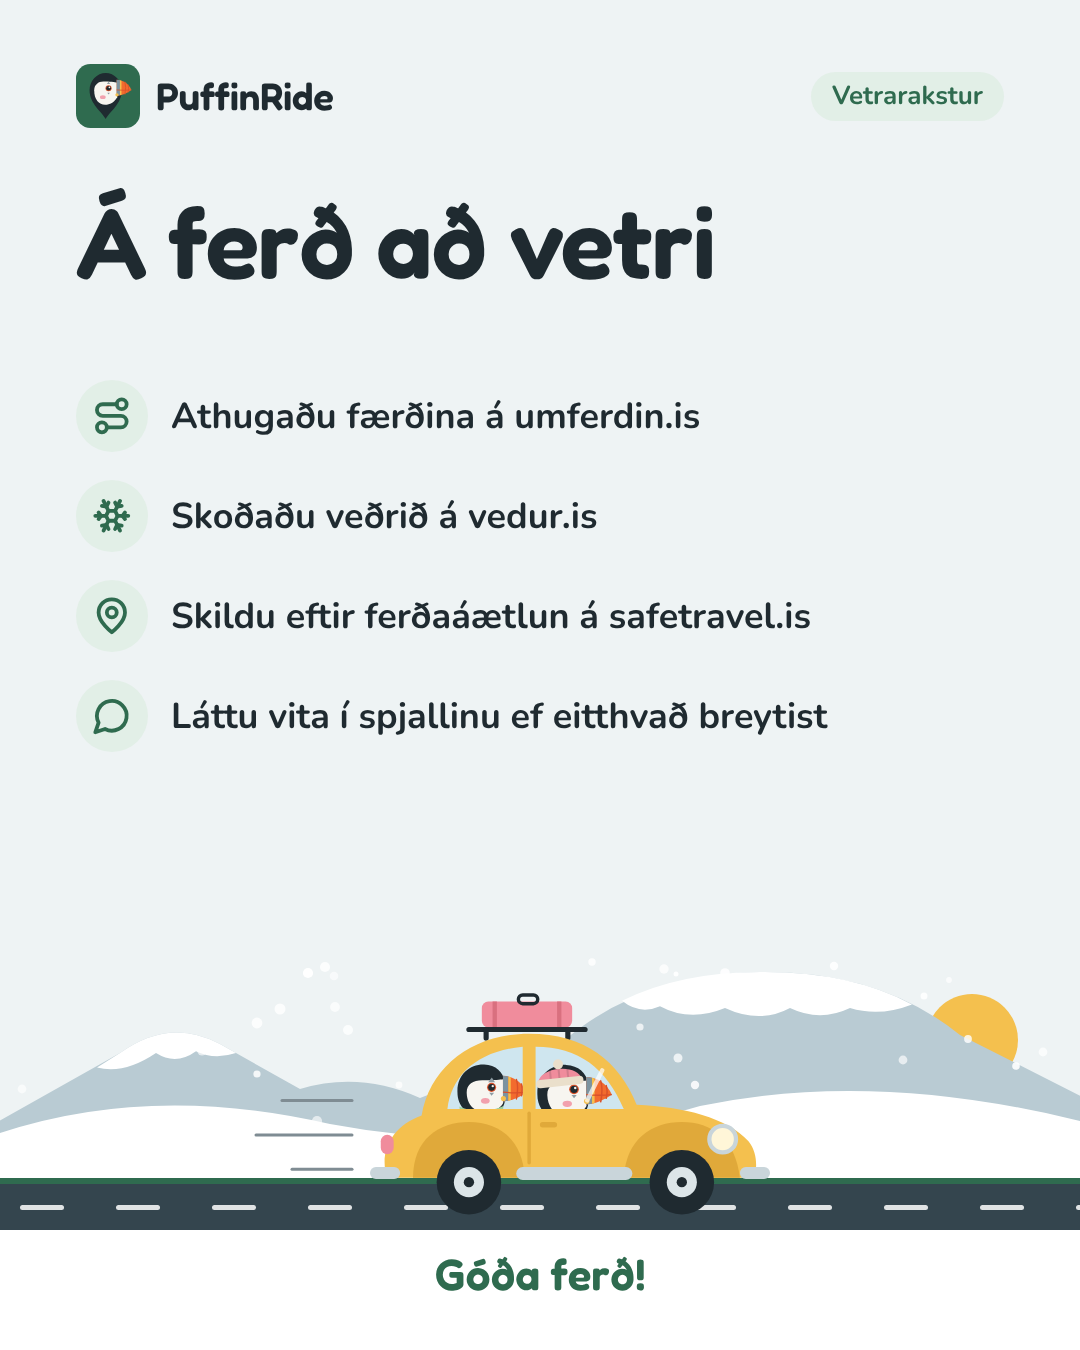 PuffinRide
Vetrarakstur
Á ferð að vetri
Athugaðu færðina á umferdin.is
Skoðaðu veðrið á vedur.is
Skildu eftir ferðaáætlun á safetravel.is
Láttu vita í spjallinu ef eitthvað breytist
Góða ferð!